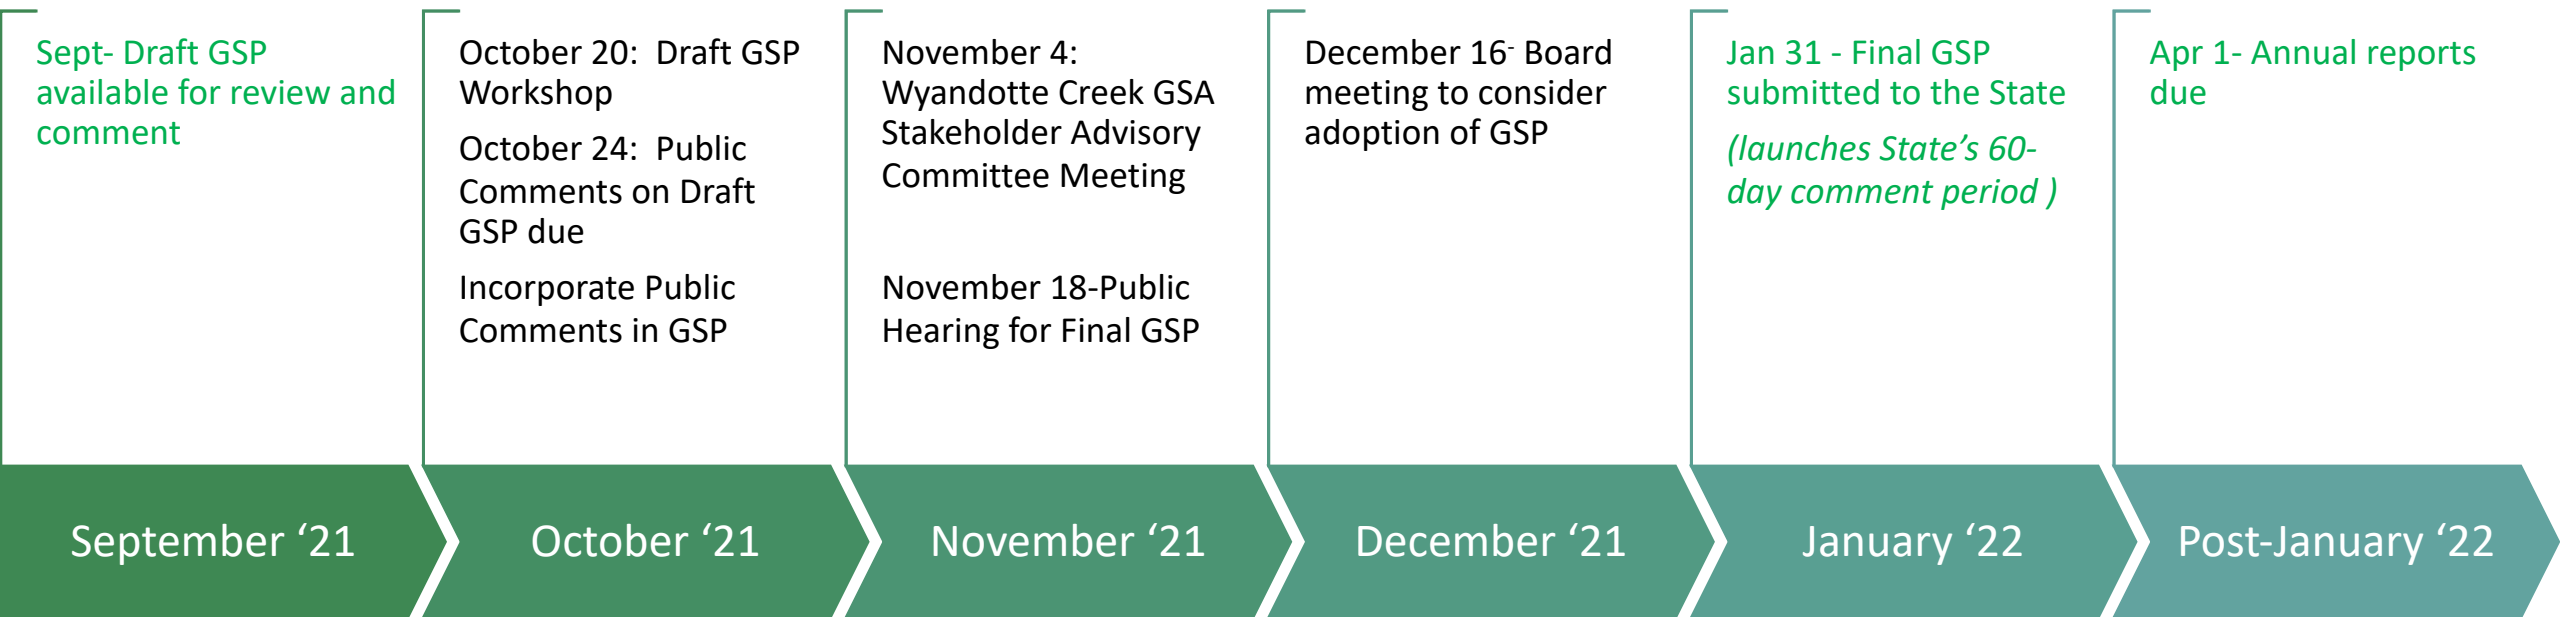 Sept- Draft GSP
available for review and
comment
October 20:  Draft GSP
Workshop
October 24:  Public
Comments on Draft
GSP due
Incorporate Public
Comments in GSP
November 4:
Wyandotte Creek GSA
Stakeholder Advisory
Committee Meeting
November 18-Public
Hearing for Final GSP
December 16- Board
meeting to consider
adoption of GSP
Jan 31 - Final GSP
submitted to the State
(launches State’s 60-
day comment period )
Apr 1- Annual reports
due
September ‘21
October ‘21
November ‘21
December ‘21
January ‘22
Post-January ‘22